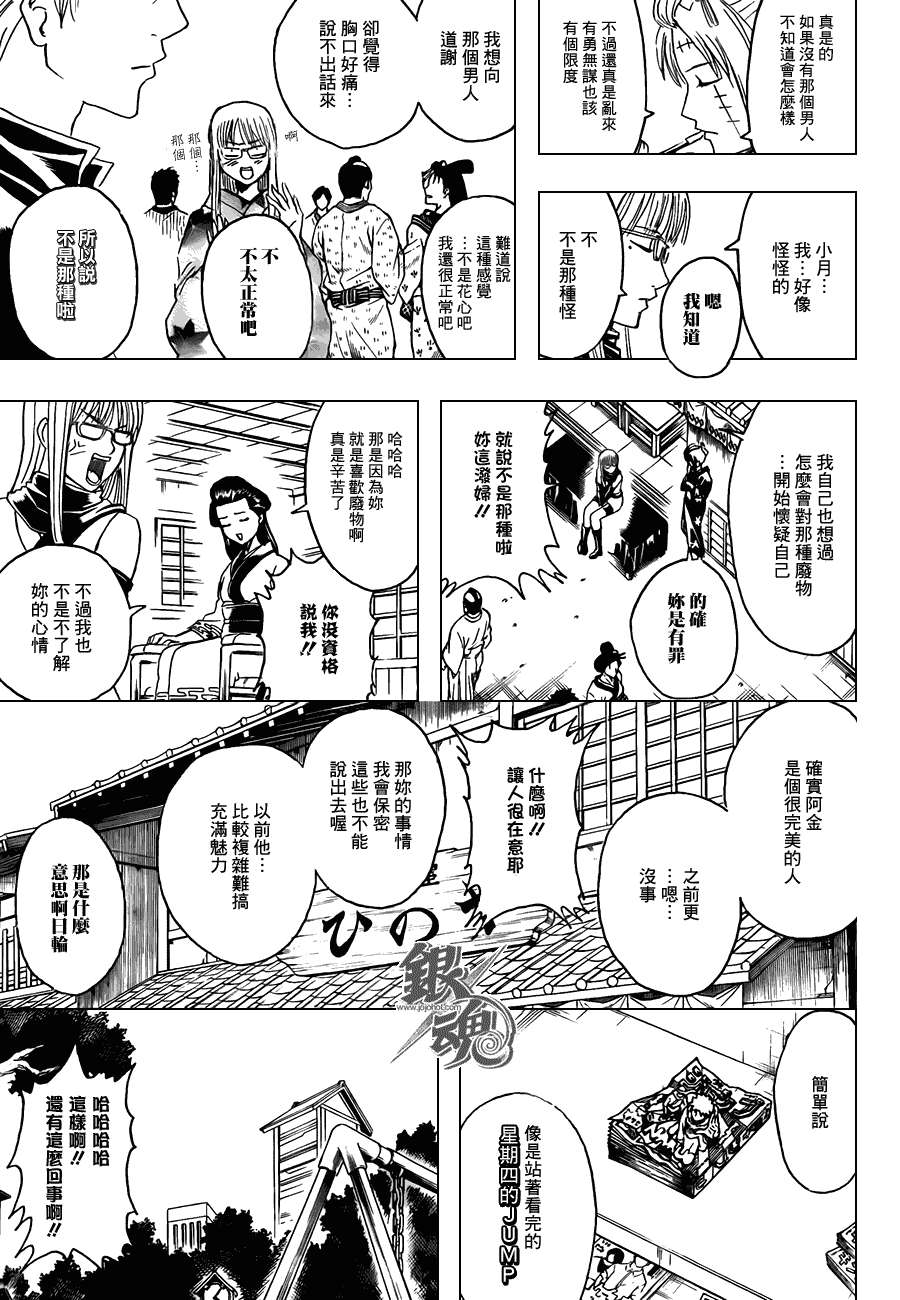 真是的
如果沒有那個男人
不知道會怎麼樣
不過還真是亂來
有勇無謀也該
有個限度
小月…
我…好像
怪怪的
嗯
我知道
不
不是那種怪
我想向
那個男人
道謝
卻覺得
胸口好痛…
說不出話來
啊
那個…
那個
難道說
這種感覺
…不是花心吧
我還很正常吧
不
不太正常吧
所以說
不是那種啦
我自己也想過
怎麼會對那種廢物
…開始懷疑自己
的確
妳是有罪
就說不是那種啦
妳這潑婦!!
哈哈哈
那是因為妳
就是喜歡廢物啊
真是辛苦了
你沒資格
說我!!
不過我也
不是不了解
妳的心情
確實阿金
是個很完美的人
之前更
…嗯…
沒事
什麼啊!!
讓人很在意耶
那妳的事情
我會保密
這些也不能
說出去喔
以前他…
比較複雜難搞
充滿魅力
那是什麼
意思啊日輪
ひのや
銀魂
www.jojohot.com
簡單說
像是站著看完的
星期四的JUMP
哈哈哈哈
這樣啊!!
還有這麼回事啊!!